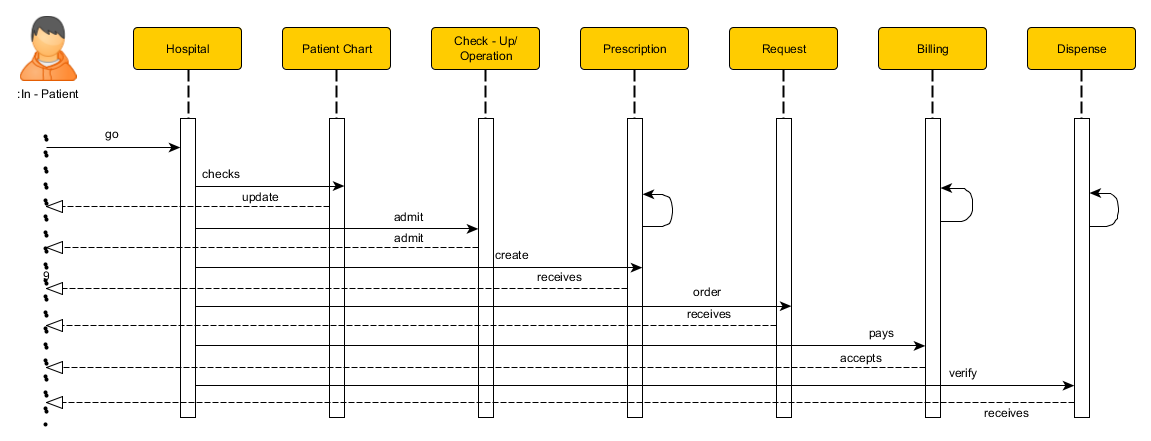 Hospital
Patient Chart
Check - Up/
Operation
Prescription
Request
Billing
Dispense
:In - Patient
go
checks
update
admit
admit
create
9
receives
order
receives
pays
accepts
verify
receives